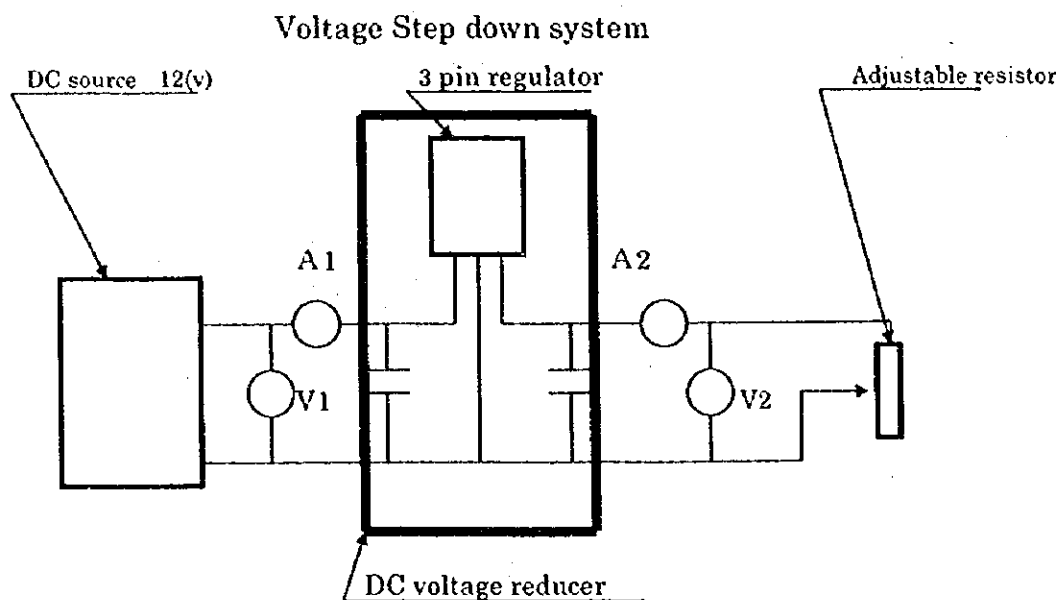 Voltage Step down system
DC source 12(v)
3 pin regulator
Adjustable resistor
A1
A2
V1
V2
DC voltage reducer